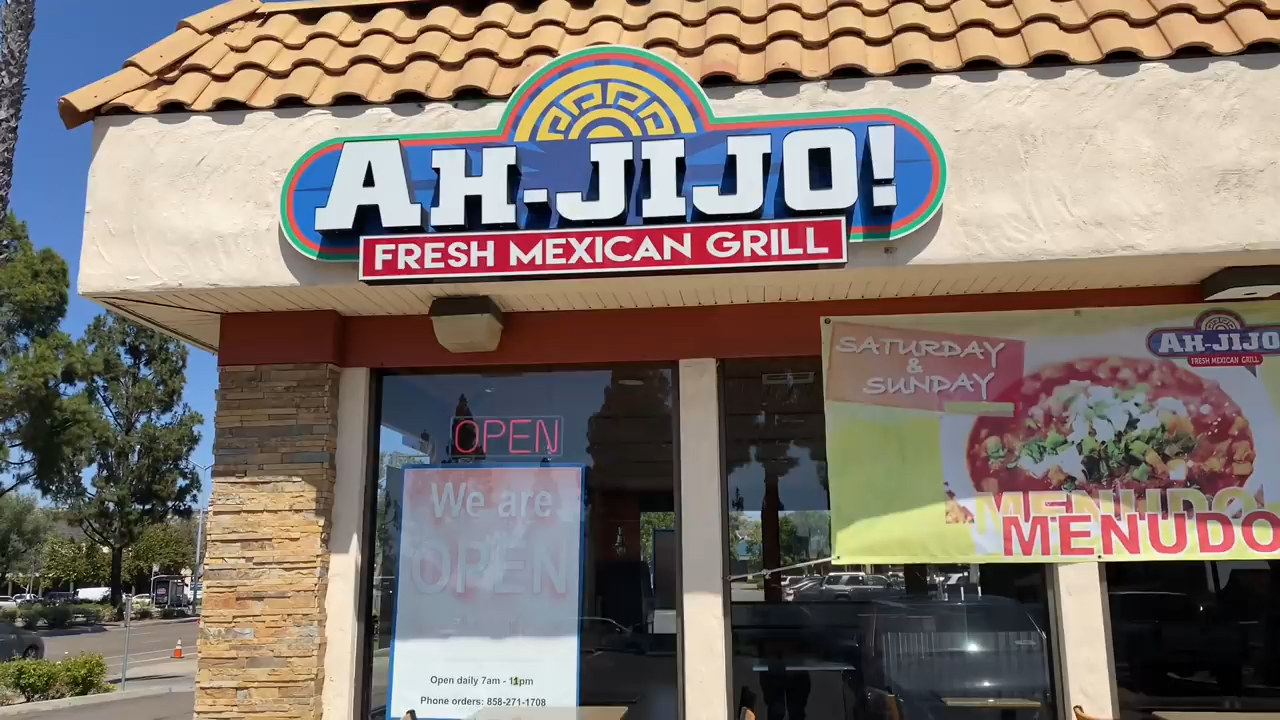 AH-JIJO!
FRESH MEXICAN GRILL
SATURDAY
&
SUNDAY
AH-JIJO
FRESH MEXICAN GRILL
MENUDO
MENUDO
OPEN
We are
OPEN
Open daily 7am - 11pm
Phone orders: 858-271-1708